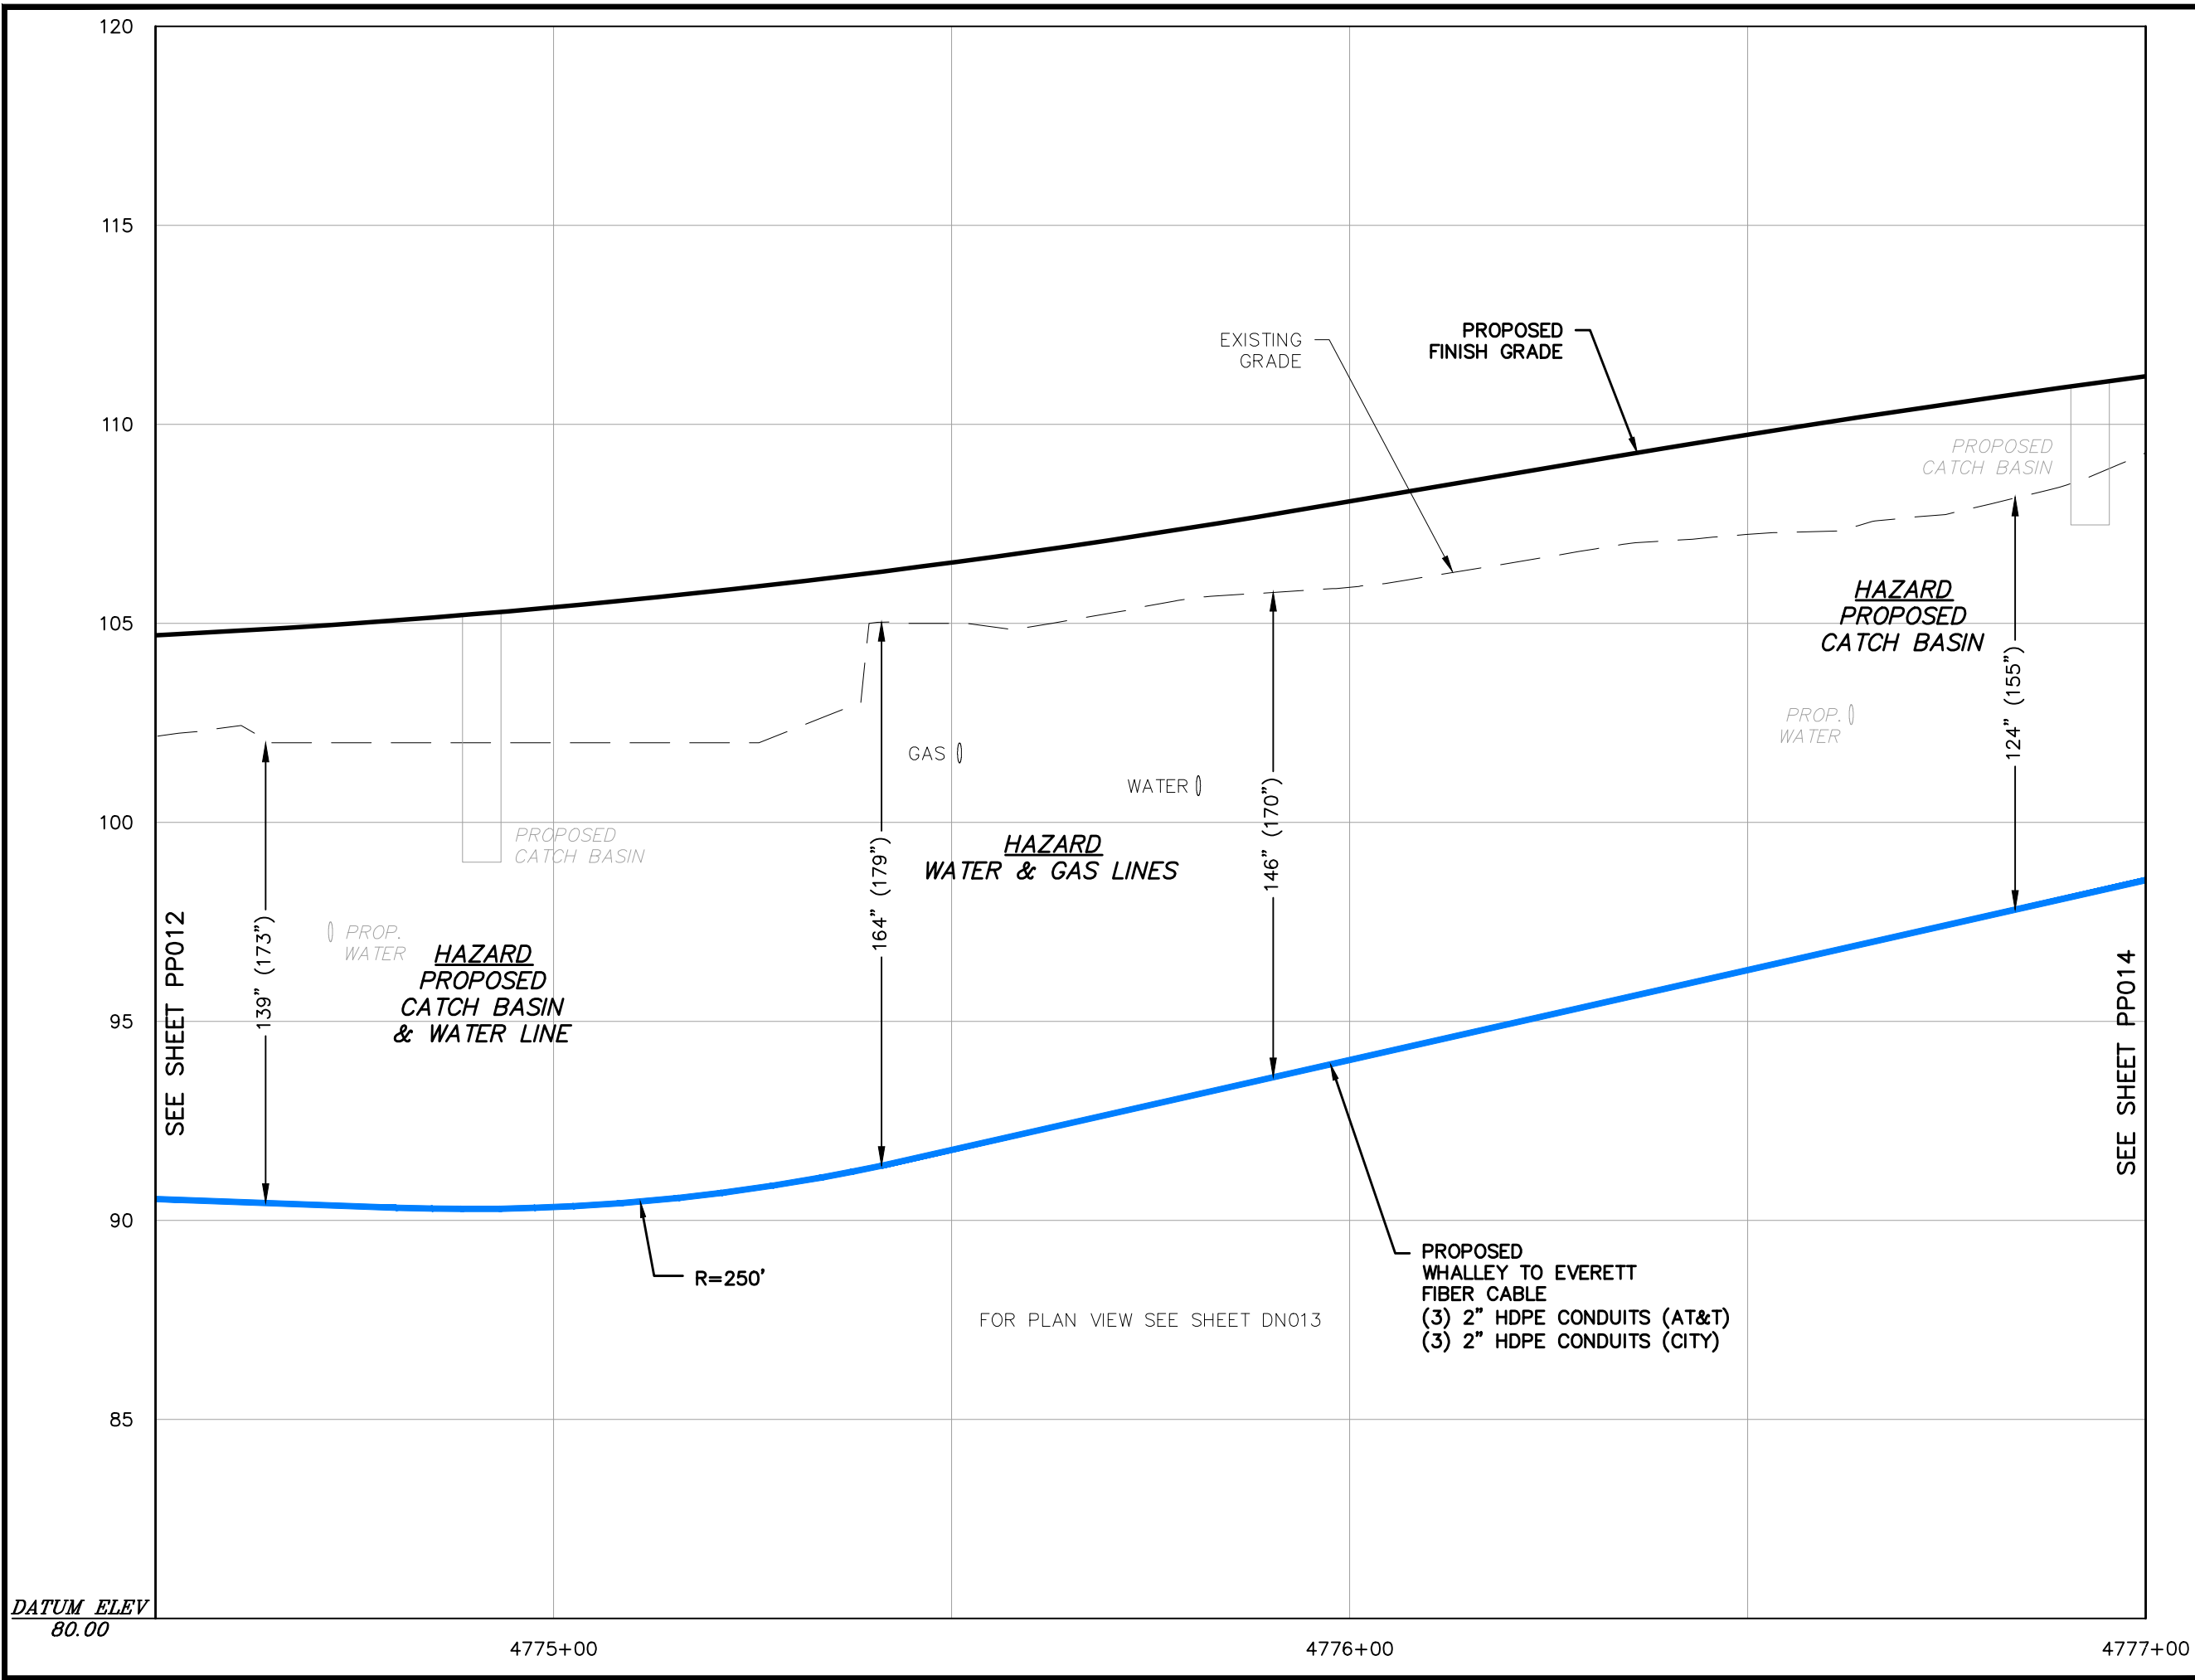 120
115
110
105
100
95
90
85
DATUM ELEV
80.00
4775+00
4776+00
4777+00
SEE SHEET PP012
SEE SHEET PP014
EXISTING
GRADE
PROPOSED
FINISH GRADE
PROPOSED
CATCH BASIN
HAZARD
PROPOSED
CATCH BASIN
124" (155")
PROP.
WATER
GAS
WATER
HAZARD
WATER & GAS LINES
146" (170")
164" (179")
PROPOSED
CATCH BASIN
PROP.
WATER
139" (173")
HAZARD
PROPOSED
CATCH BASIN
& WATER LINE
R=250'
FOR PLAN VIEW SEE SHEET DN013
PROPOSED
WHALLEY TO EVERETT
FIBER CABLE
(3) 2" HDPE CONDUITS (AT&T)
(3) 2" HDPE CONDUITS (CITY)